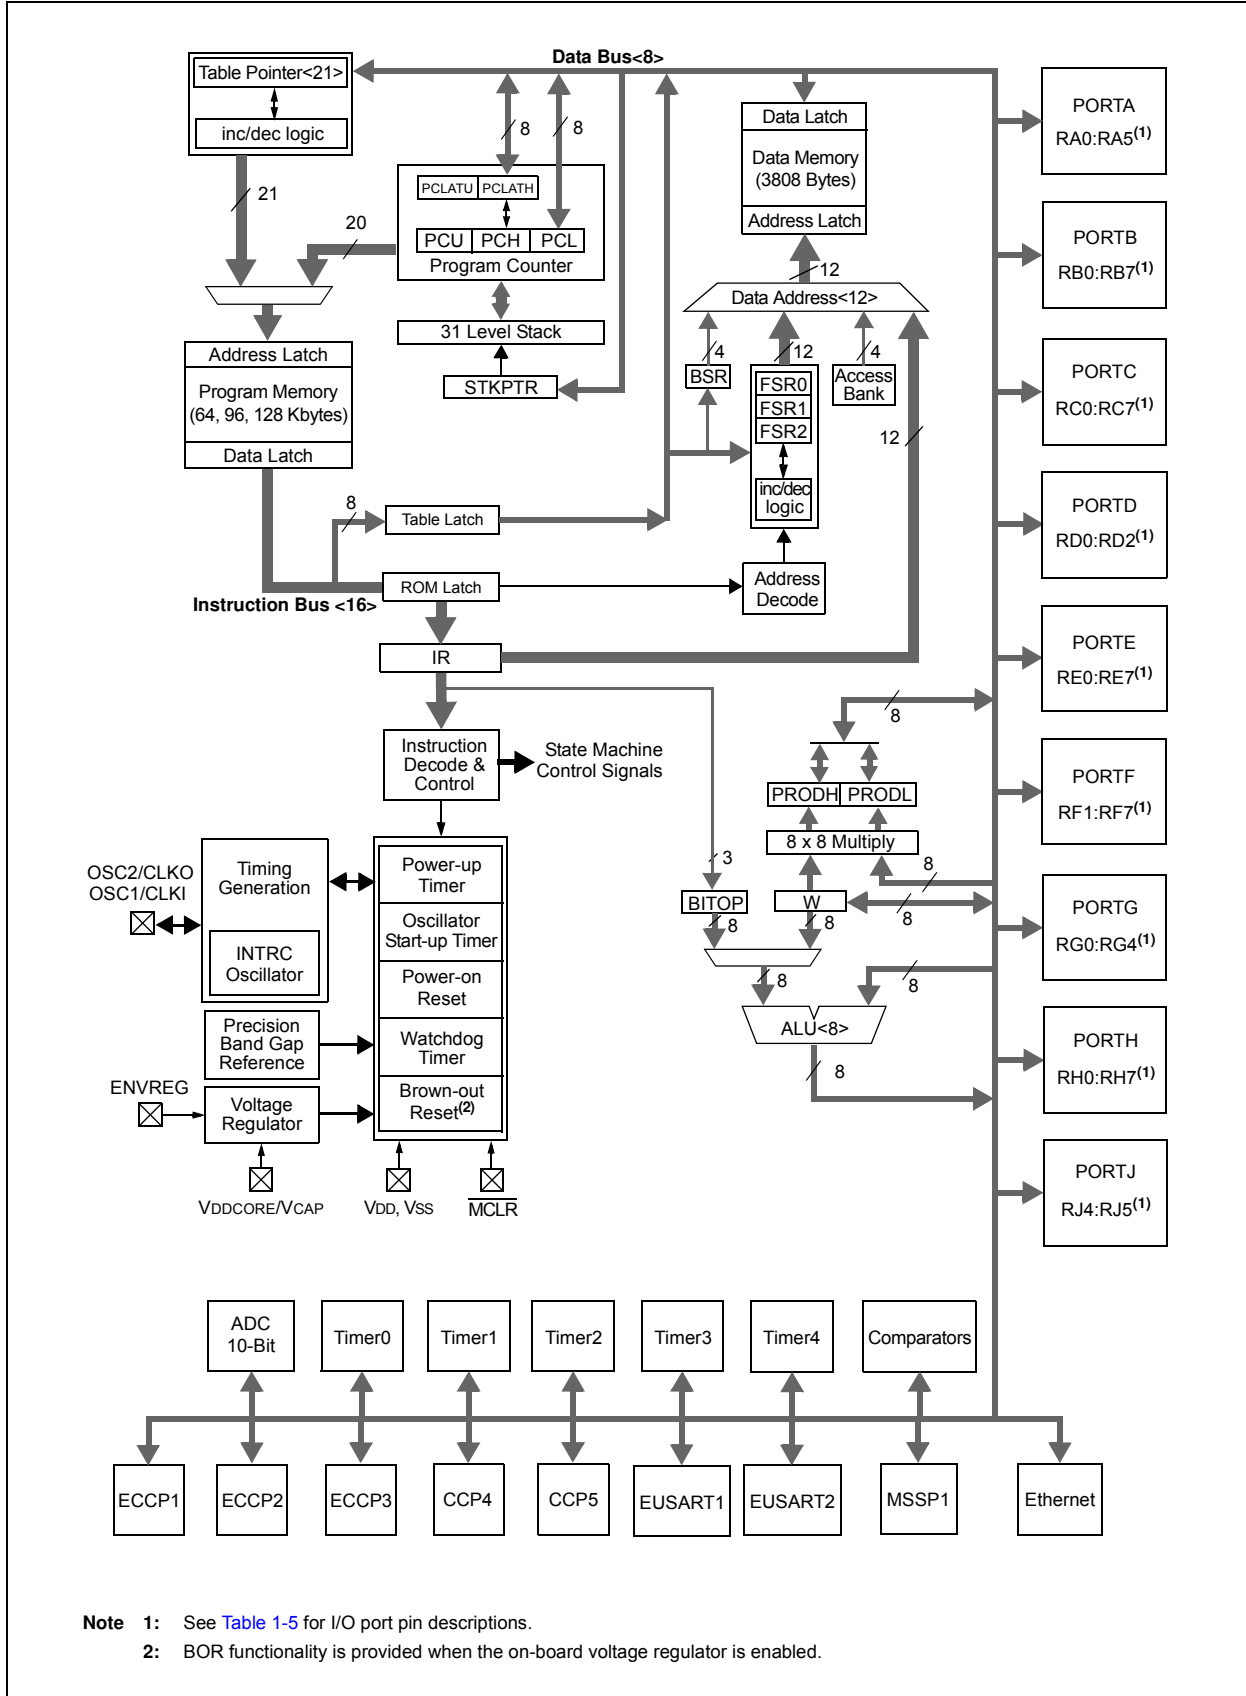 Data Bus<8>
Table Pointer<21>
inc/dec logic
21
20
8
8
PCLATU PCLATH
PCU PCH PCL
Program Counter
31 Level Stack
STKPTR
Address Latch
Program Memory
(64, 96, 128 Kbytes)
Data Latch
8
Table Latch
ROM Latch
Instruction Bus <16>
IR
Data Latch
Data Memory
(3808 Bytes)
Address Latch
12
Data Address<12>
4
12
4
BSR
FSR0
FSR1
FSR2
inc/dec
logic
Access
Bank
12
Address
Decode
Instruction
Decode &
Control
State Machine
Control Signals
8
PRODH PRODL
8 x 8 Multiply
3
8
BITOP
W
8
8
8
8
8
ALU<8>
8
OSC2/CLKO
OSC1/CLKI
Timing
Generation
INTRC
Oscillator
Power-up
Timer
Oscillator
Start-up Timer
Power-on
Reset
Watchdog
Timer
Brown-out
Reset(2)
Precision
Band Gap
Reference
ENVREG
Voltage
Regulator
VDDCORE/VCAP
VDD, VSS
MCLR
PORTA
RA0:RA5(1)
PORTB
RB0:RB7(1)
PORTC
RC0:RC7(1)
PORTD
RD0:RD2(1)
PORTE
RE0:RE7(1)
PORTF
RF1:RF7(1)
PORTG
RG0:RG4(1)
PORTH
RH0:RH7(1)
PORTJ
RJ4:RJ5(1)
ADC
10-Bit
Timer0
Timer1
Timer2
Timer3
Timer4
Comparators
ECCP1
ECCP2
ECCP3
CCP4
CCP5
EUSART1
EUSART2
MSSP1
Ethernet
Note 1: See Table 1-5 for I/O port pin descriptions.
2: BOR functionality is provided when the on-board voltage regulator is enabled.